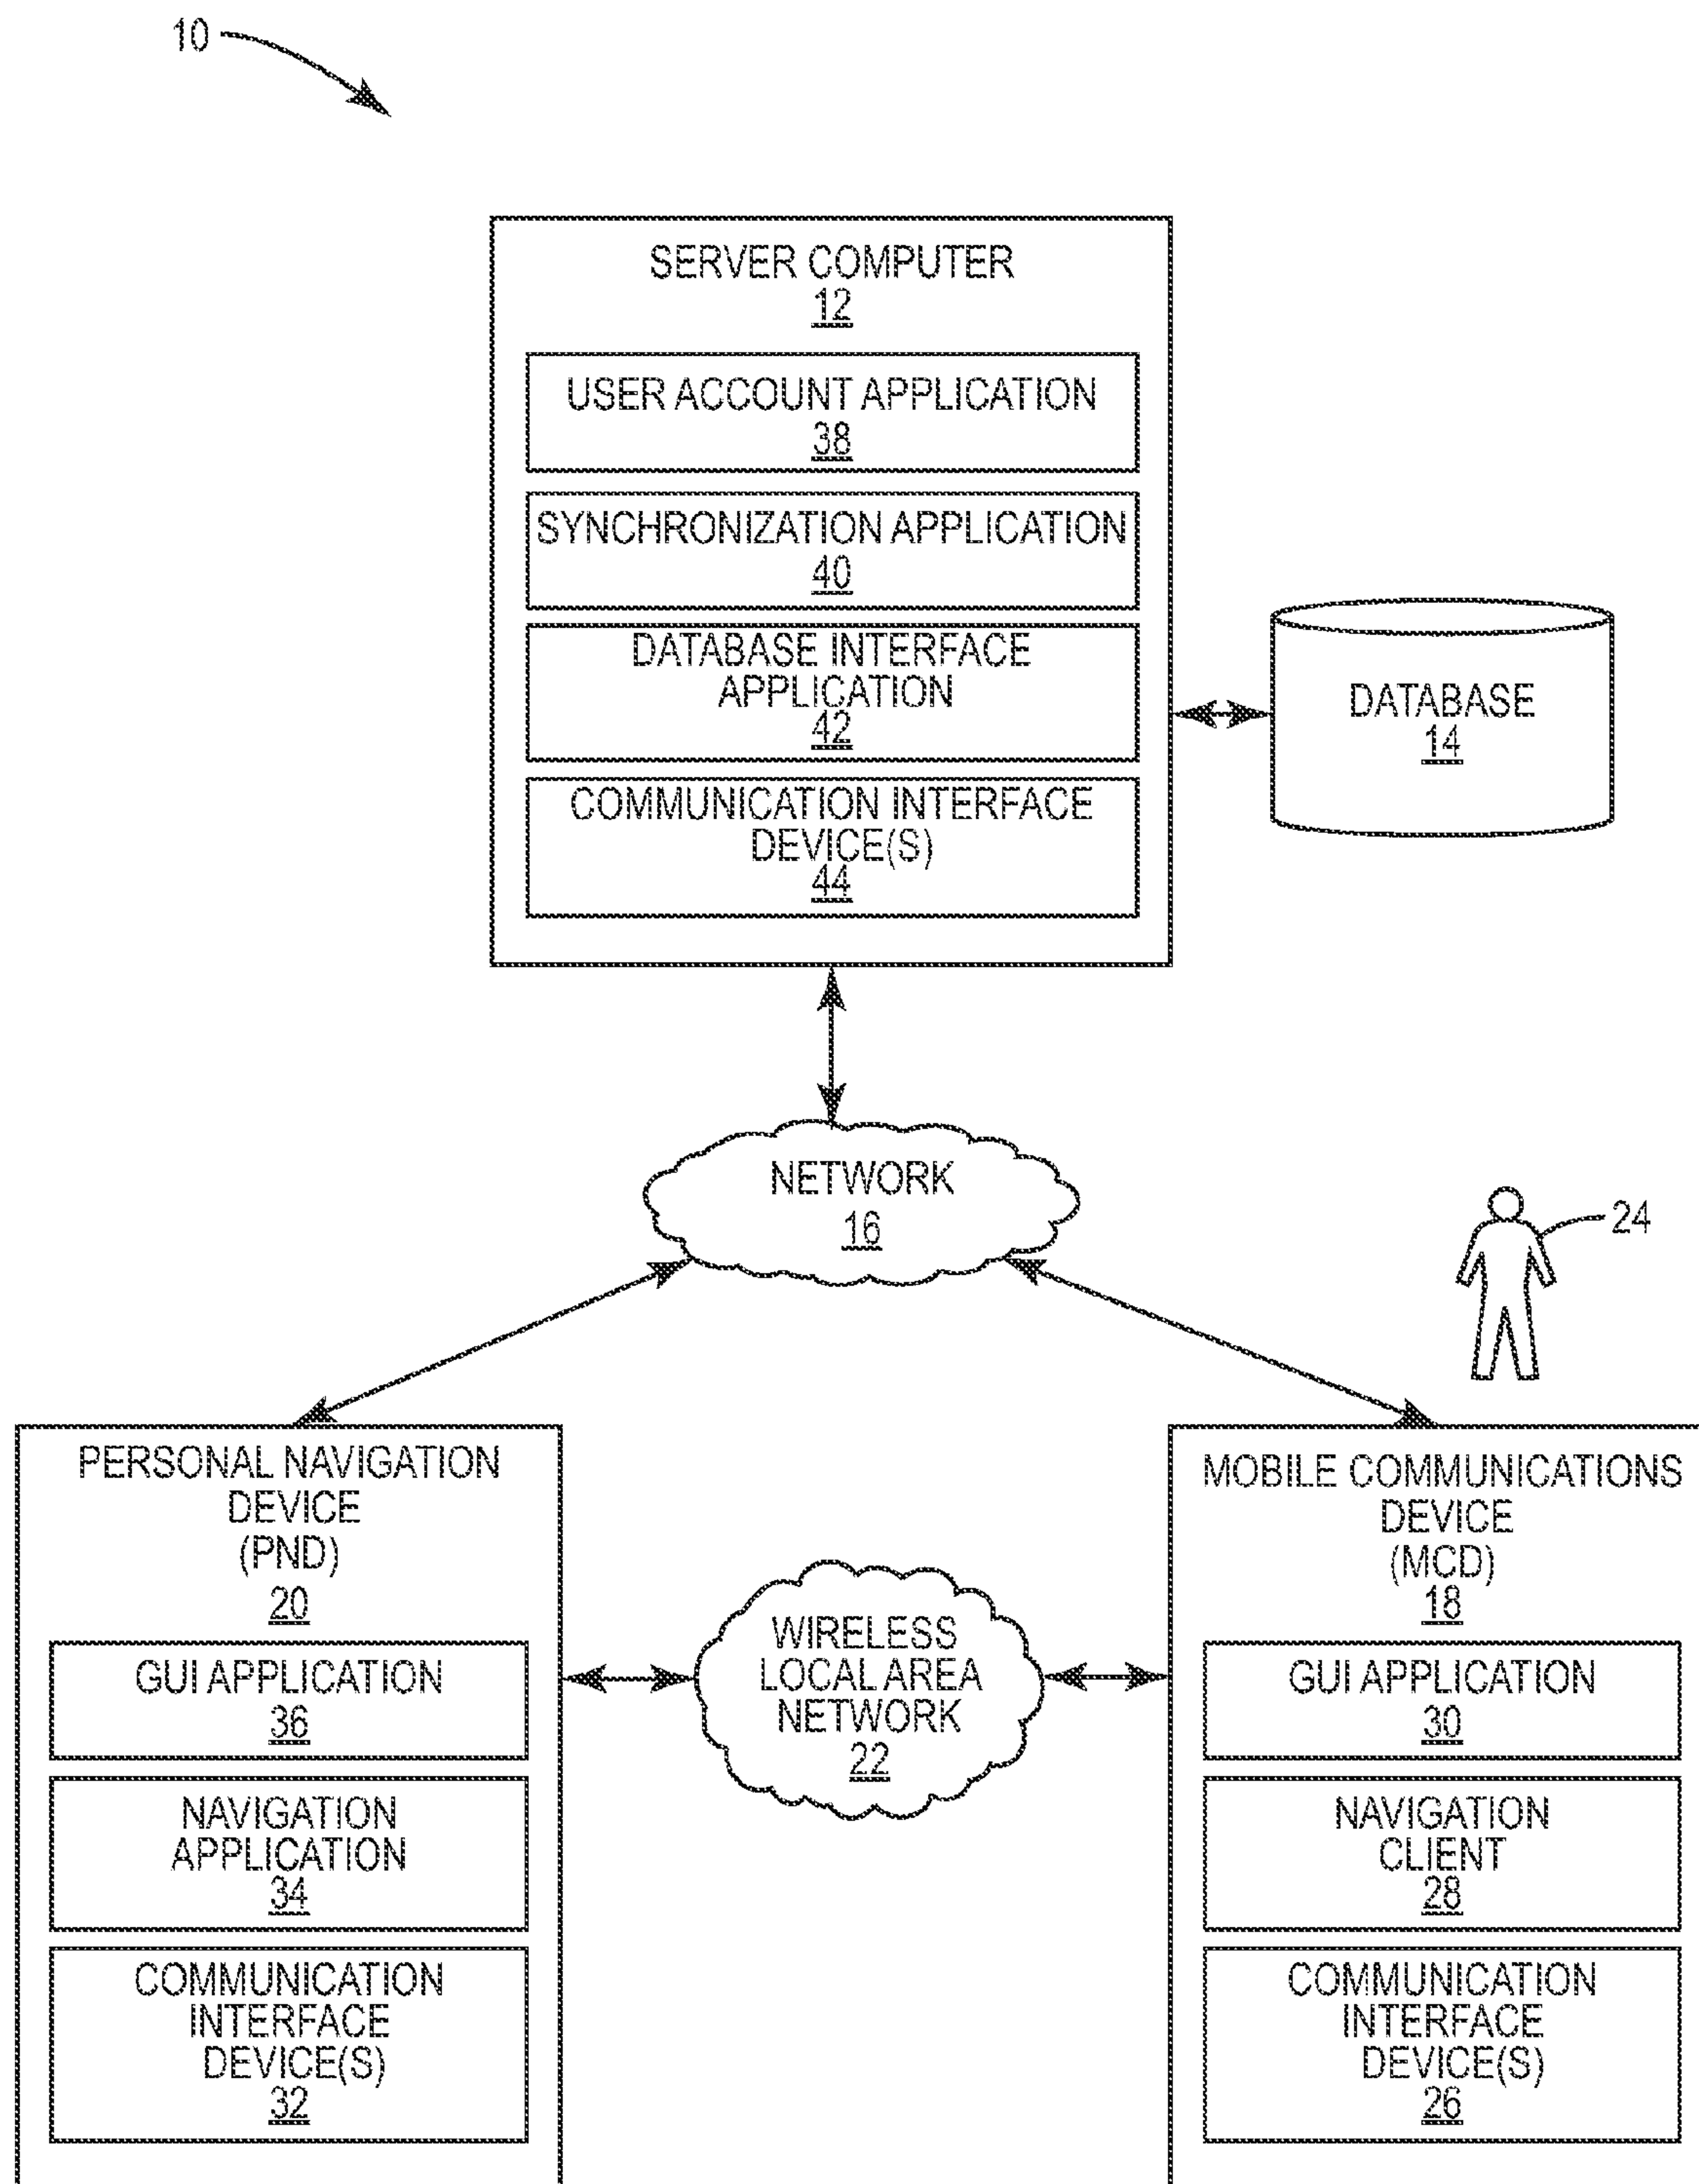 10
SERVER COMPUTER
12
USER ACCOUNT APPLICATION
38
SYNCHRONIZATION APPLICATION
40
DATABASE INTERFACE
APPLICATION
42
COMMUNICATION INTERFACE
DEVICE(S)
44
DATABASE
14
NETWORK
16
24
PERSONAL NAVIGATION
DEVICE
(PND)
20
GUI APPLICATION
36
NAVIGATION
APPLICATION
34
COMMUNICATION
INTERFACE
DEVICE(S)
32
WIRELESS
LOCAL AREA
NETWORK
22
MOBILE COMMUNICATIONS
DEVICE
(MCD)
18
GUI APPLICATION
30
NAVIGATION
CLIENT
28
COMMUNICATION
INTERFACE
DEVICE(S)
26